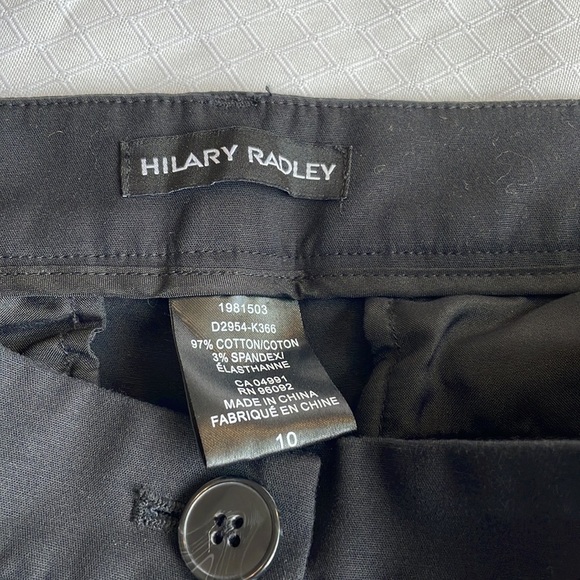 HILARY RADLEY
1981503
D2954-K366
97% COTTON/COTON
3% SPANDEX/
ÉLASTHANNE
CA 04991
RN 96092
MADE IN CHINA
FABRIQUÉ EN CHINE
10